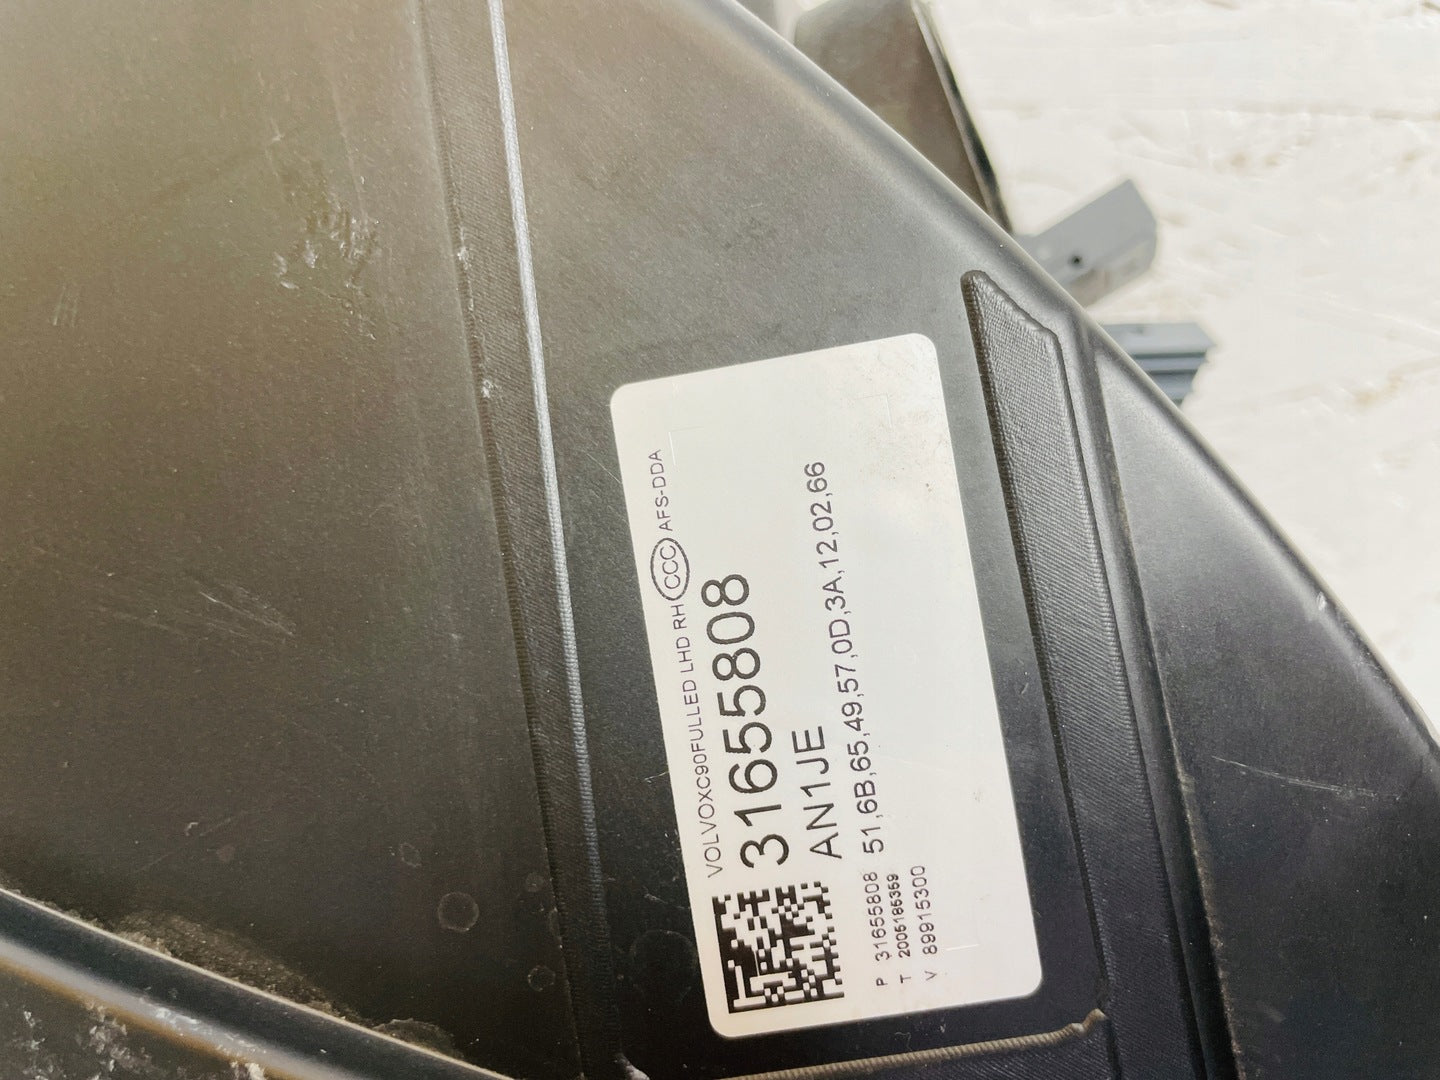 VOLVOXC90FULLED LHD RH CCC AFS-DDA
31655808
AN1JE
51,6B,65,49,57,0D,3A,12,02,66
P 31655808
T 2005186359
V 89915300